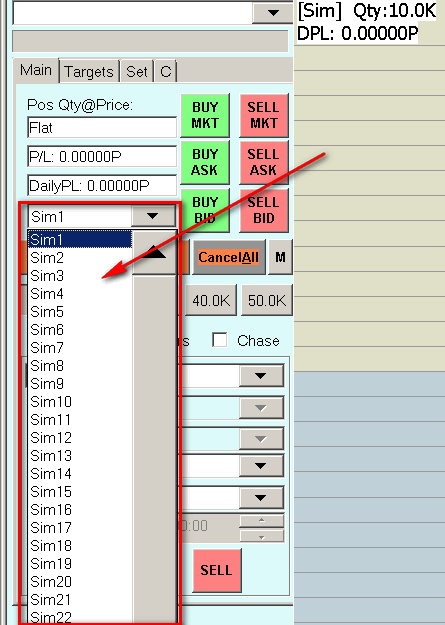 [Sim] Qty:10.0K
DPL: 0.00000P
Main Targets Set C
Pos Qty@Price:
Flat
BUY MKT
SELL MKT
P/L: 0.00000P
BUY ASK
SELL ASK
DailyPL: 0.00000P
Sim1
BUY BID
SELL BID
Sim1
Sim2
Sim3
Sim4
Sim5
Sim6
Sim7
Sim8
Sim9
Sim10
Sim11
Sim12
Sim13
Sim14
Sim15
Sim16
Sim17
Sim18
Sim19
Sim20
Sim21
Sim22
CancelAll M
40.0K 50.0K
Chase
SELL